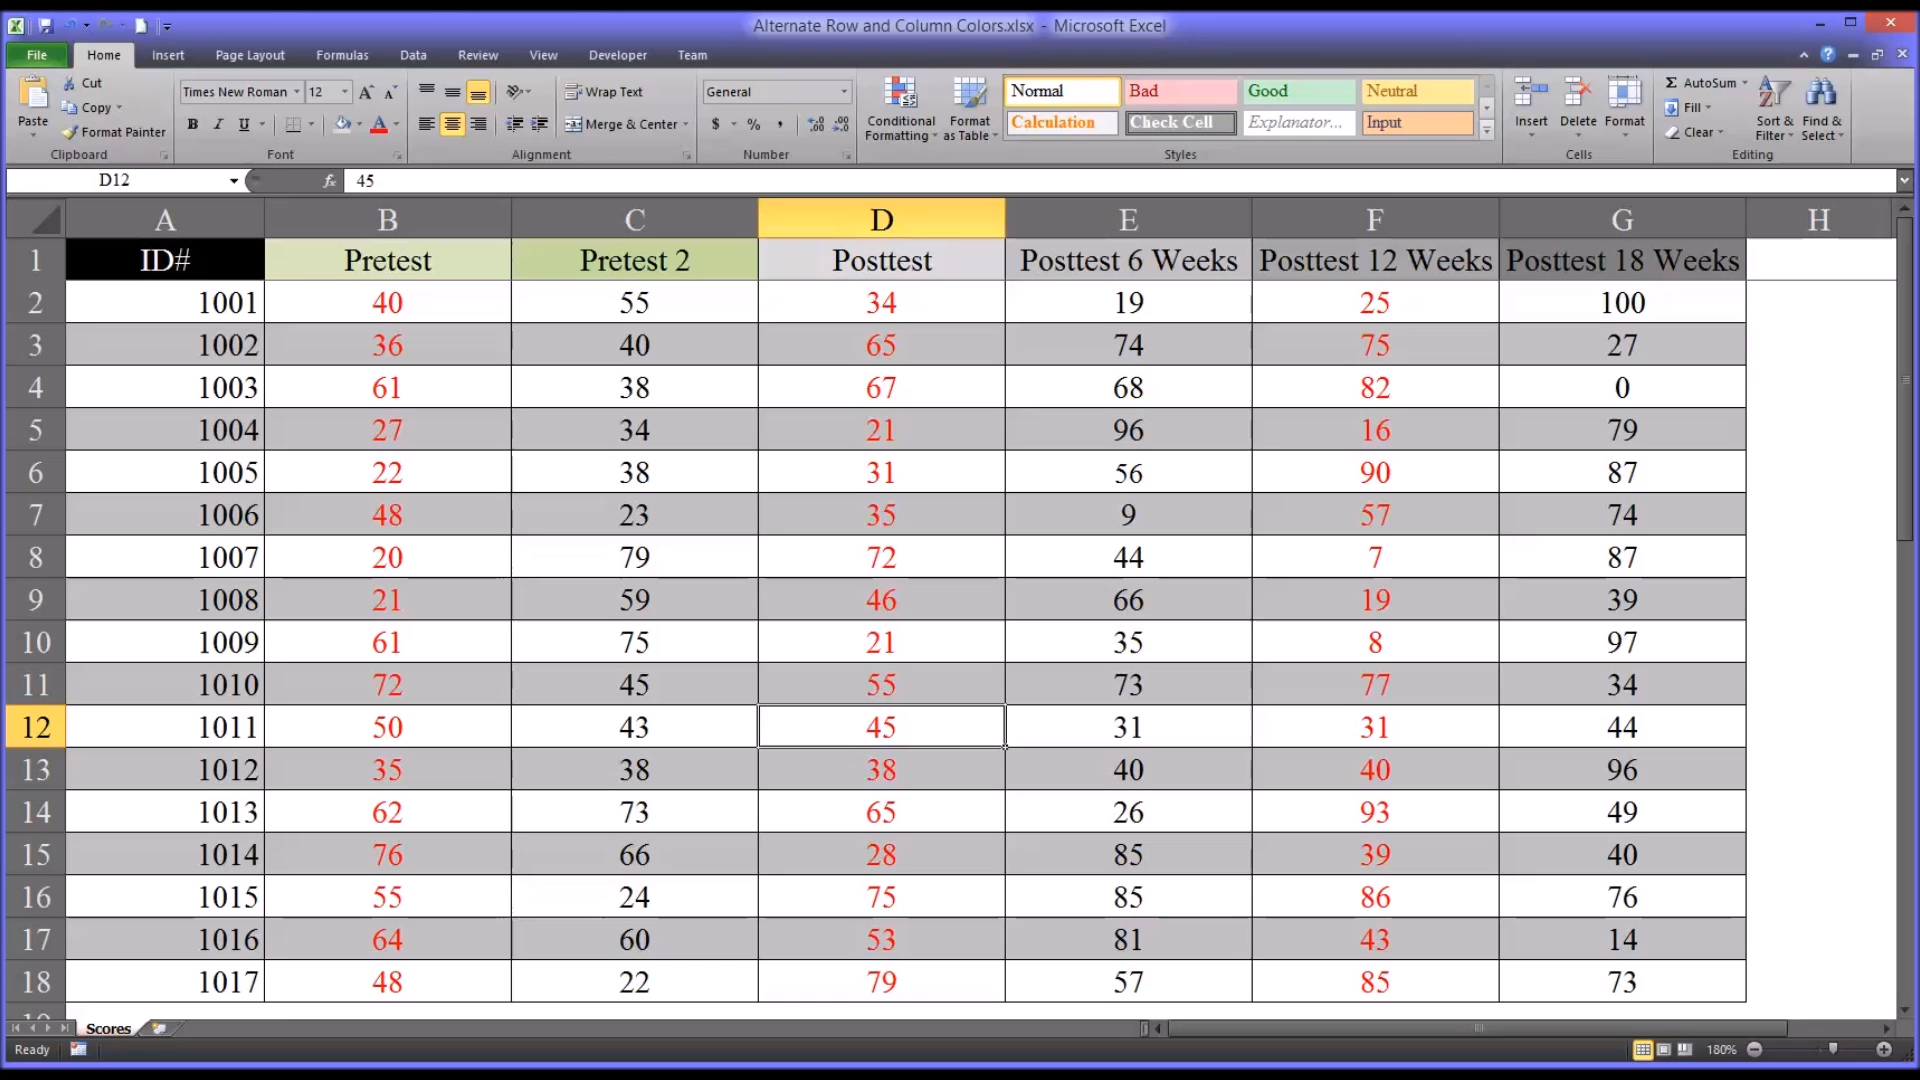 Alternate Row and Column Colors.xlsx - Microsoft Excel
File Home Insert Page Layout Formulas Data Review View Developer Team
Paste
Cut
Copy
Format Painter
Clipboard
Times New Roman 12
B I U
Font
Wrap Text
Merge & Center
Alignment
General
$ % ,
Number
Conditional Formatting
Format as Table
Normal Bad Good Neutral
Calculation Check Cell Explanator... Input
Styles
Insert Delete Format
Cells
AutoSum
Fill
Clear
Sort & Filter
Find & Select
Editing
D12 fx 45
A B C D E F G H
1 ID# Pretest Pretest 2 Posttest Posttest 6 Weeks Posttest 12 Weeks Posttest 18 Weeks
2 1001 40 55 34 19 25 100
3 1002 36 40 65 74 75 27
4 1003 61 38 67 68 82 0
5 1004 27 34 21 96 16 79
6 1005 22 38 31 56 90 87
7 1006 48 23 35 9 57 74
8 1007 20 79 72 44 7 87
9 1008 21 59 46 66 19 39
10 1009 61 75 21 35 8 97
11 1010 72 45 55 73 77 34
12 1011 50 43 45 31 31 44
13 1012 35 38 38 40 40 96
14 1013 62 73 65 26 93 49
15 1014 76 66 28 85 39 40
16 1015 55 24 75 85 86 76
17 1016 64 60 53 81 43 14
18 1017 48 22 79 57 85 73
Scores
Ready 180%